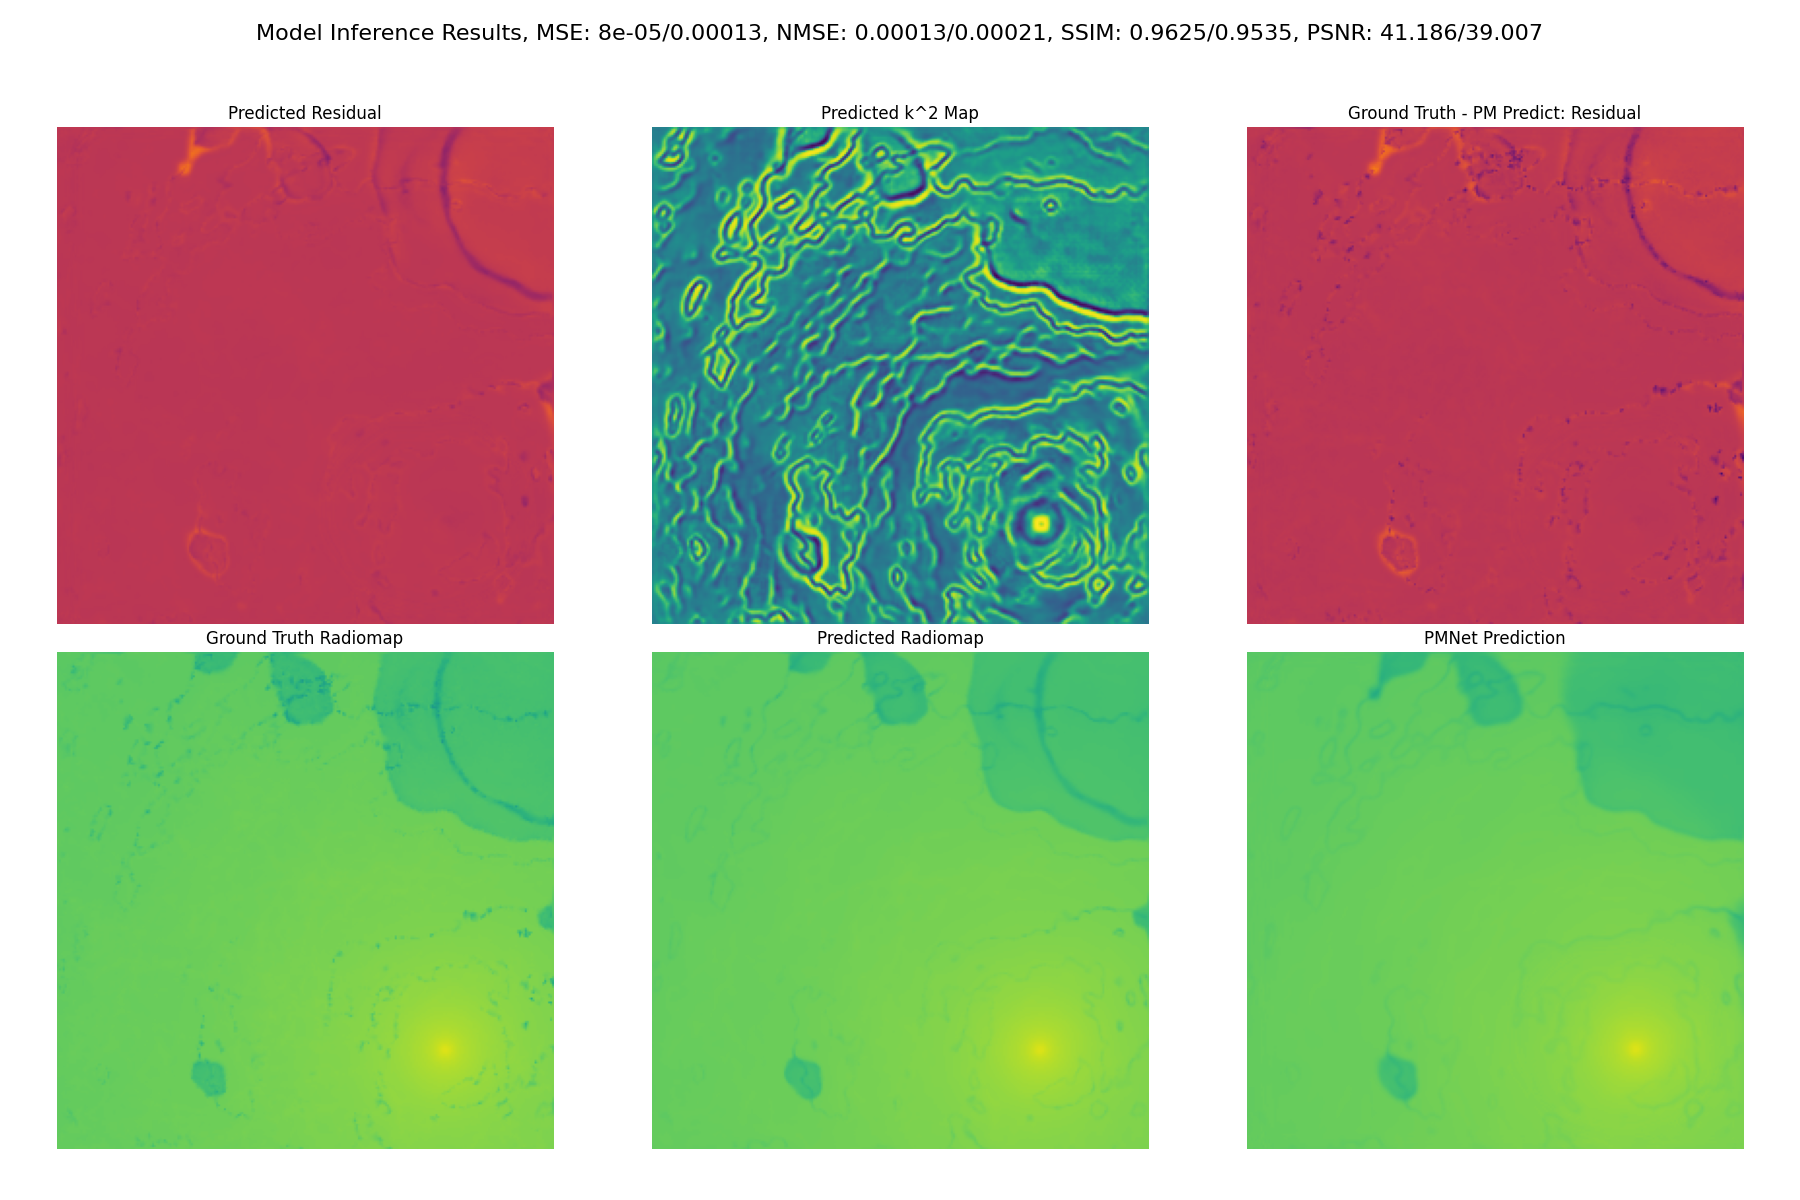 Model Inference Results, MSE: 8e-05/0.00013, NMSE: 0.00013/0.00021, SSIM: 0.9625/0.9535, PSNR: 41.186/39.007
Predicted Residual
Predicted k^2 Map
Ground Truth - PM Predict: Residual
Ground Truth Radiomap
Predicted Radiomap
PMNet Prediction